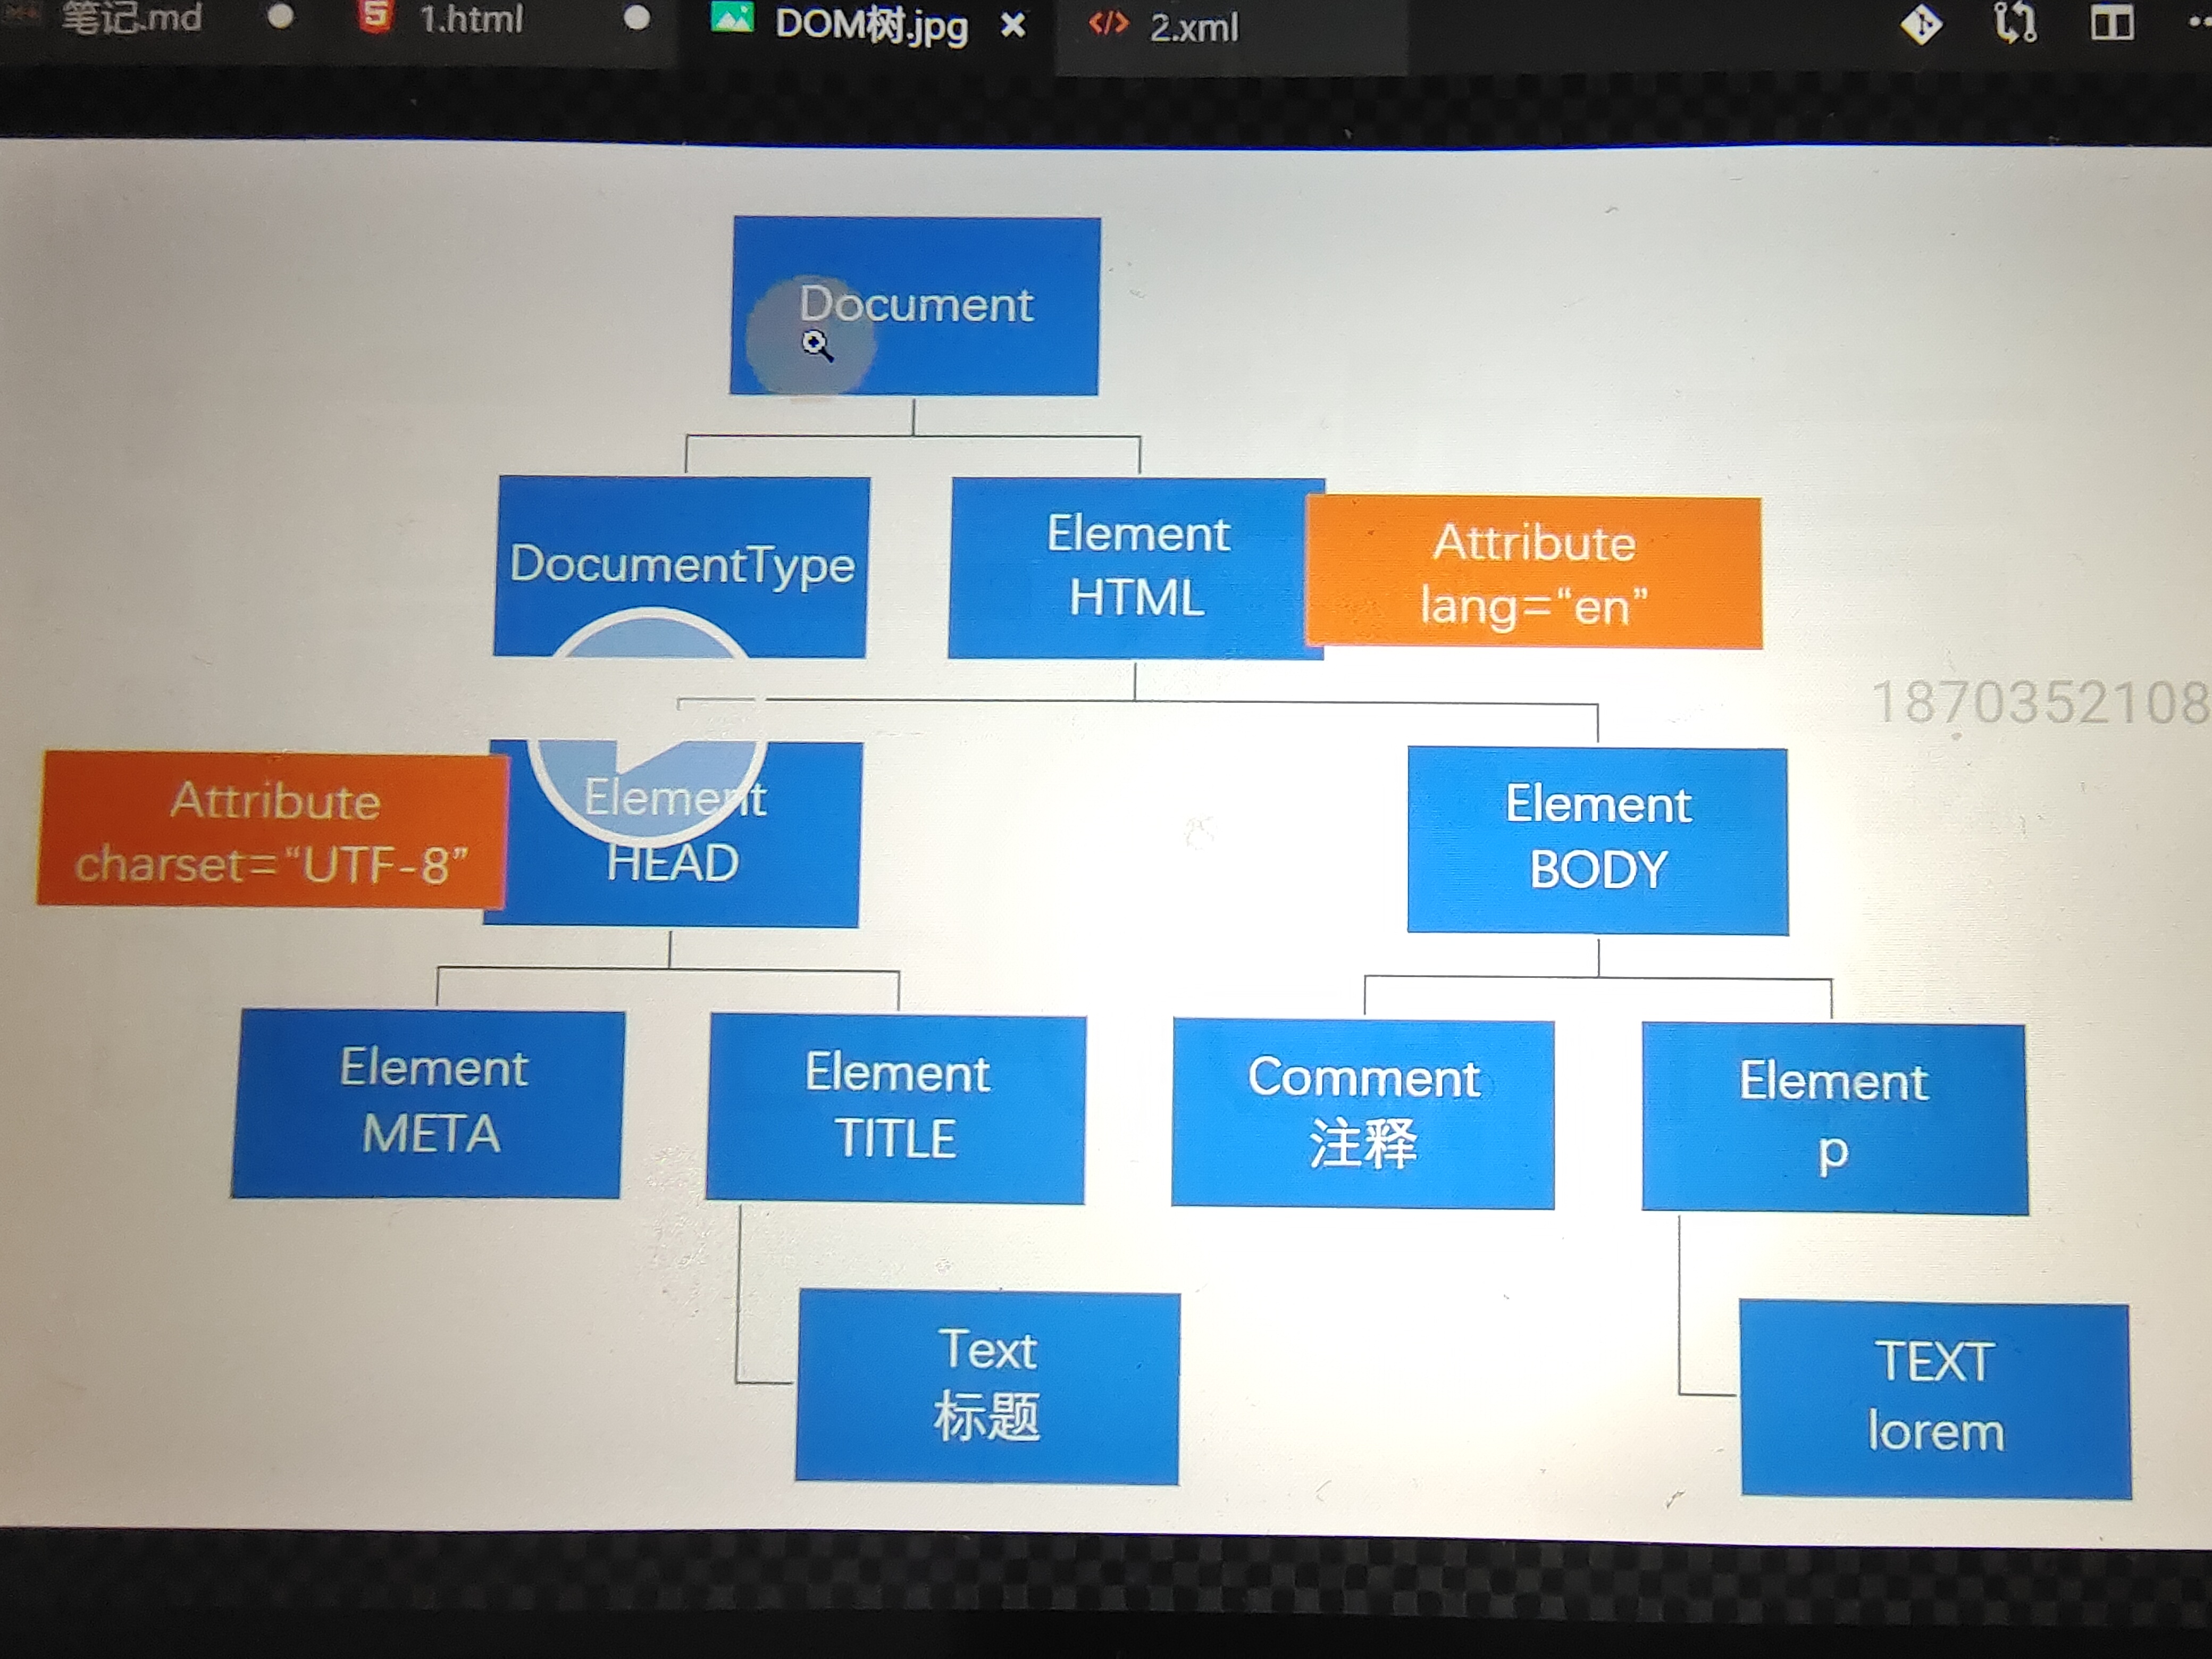 笔记.md
1.html
DOM树.jpg
2.xml
Document
DocumentType
Element
HTML
Attribute
lang=“en”
1870352108
Attribute
charset=“UTF-8”
Element
HEAD
Element
BODY
Element
META
Element
TITLE
Comment
注释
Element
p
Text
标题
TEXT
lorem